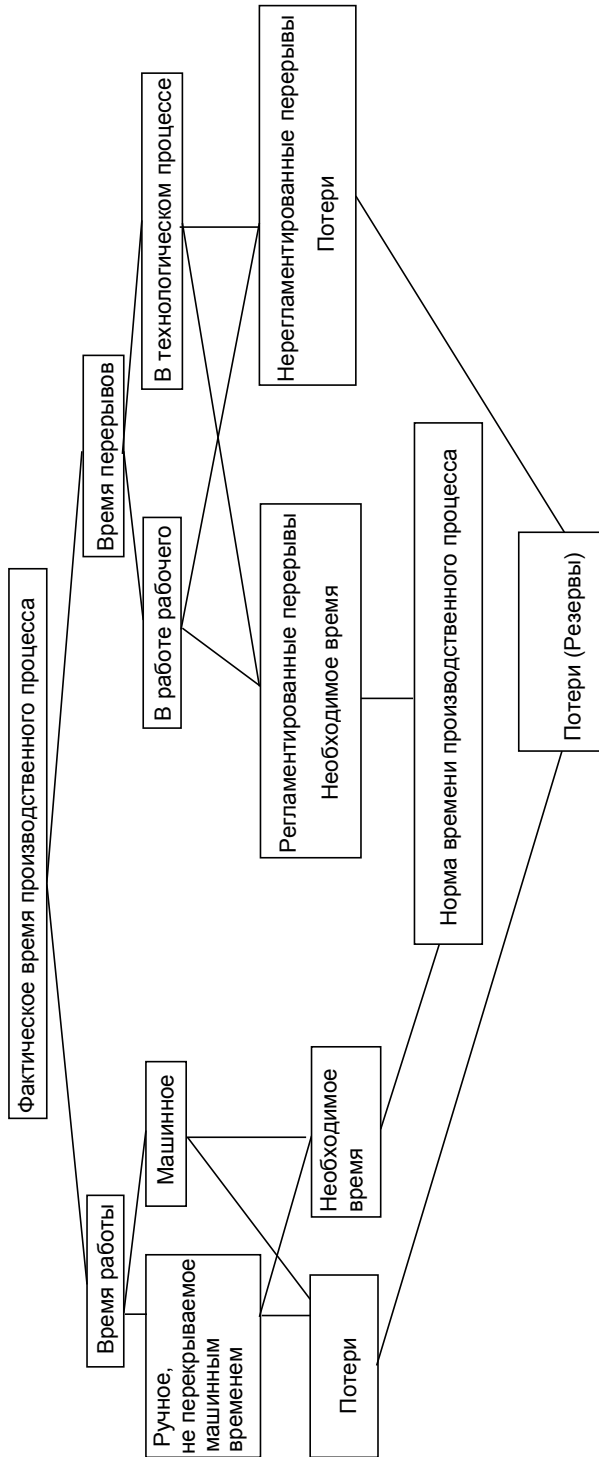 Фактическое время производственного процесса
Время работы
Время перерывов
Ручное,
не перекрываемое
машинным
временем
Машинное
В работе рабочего
В технологическом процессе
Потери
Необходимое
время
Регламентированные перерывы
Необходимое время
Нерегламентированные перерывы
Потери
Норма времени производственного процесса
Потери (Резервы)